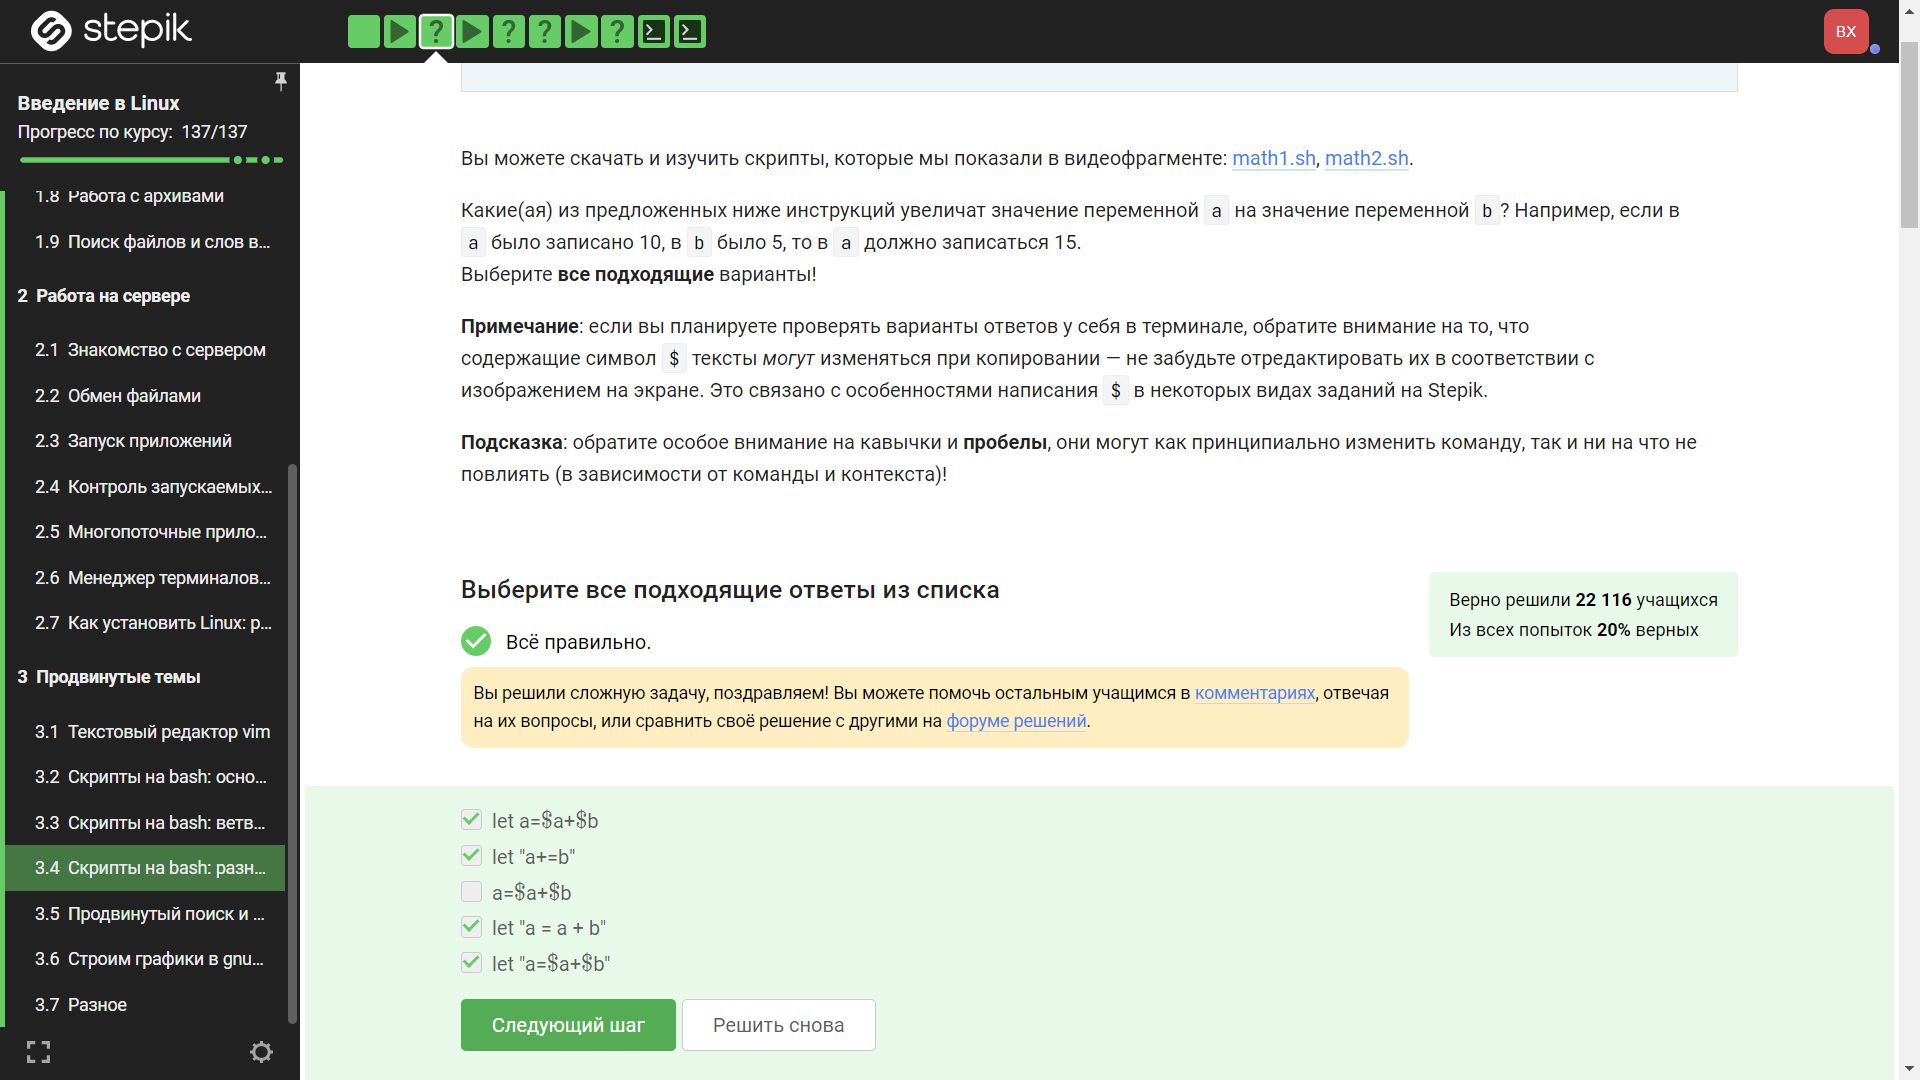 stepik
? ? ? ?
BX
Введение в Linux
Прогресс по курсу: 137/137
1.8 Работа с архивами
1.9 Поиск файлов и слов в...
2 Работа на сервере
2.1 Знакомство с сервером
2.2 Обмен файлами
2.3 Запуск приложений
2.4 Контроль запускаемых...
2.5 Многопоточные прило...
2.6 Менеджер терминалов...
2.7 Как установить Linux: р...
3 Продвинутые темы
3.1 Текстовый редактор vim
3.2 Скрипты на bash: осно...
3.3 Скрипты на bash: ветв...
3.4 Скрипты на bash: разн...
3.5 Продвинутый поиск и ...
3.6 Строим графики в gnu...
3.7 Разное
Вы можете скачать и изучить скрипты, которые мы показали в видеофрагменте: math1.sh, math2.sh.
Какие(ая) из предложенных ниже инструкций увеличат значение переменной a на значение переменной b? Например, если в
a было записано 10, в b было 5, то в a должно записаться 15.
Выберите все подходящие варианты!
Примечание: если вы планируете проверять варианты ответов у себя в терминале, обратите внимание на то, что
содержащие символ $ тексты могут изменяться при копировании — не забудьте отредактировать их в соответствии с
изображением на экране. Это связано с особенностями написания $ в некоторых видах заданий на Stepik.
Подсказка: обратите особое внимание на кавычки и пробелы, они могут как принципиально изменить команду, так и ни на что не
повлиять (в зависимости от команды и контекста)!
Выберите все подходящие ответы из списка
Верно решили 22 116 учащихся
Из всех попыток 20% верных
Всё правильно.
Вы решили сложную задачу, поздравляем! Вы можете помочь остальным учащимся в комментариях, отвечая
на их вопросы, или сравнить своё решение с другими на форуме решений.
let a=$a+$b
let "a+=b"
a=$a+$b
let "a = a + b"
let "a=$a+$b"
Следующий шаг
Решить снова